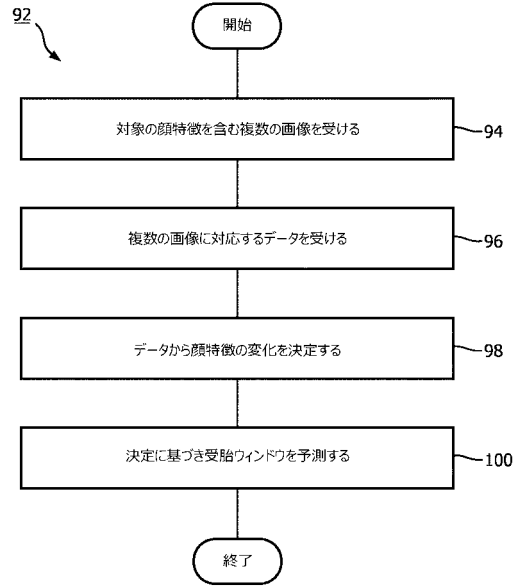 92
開始
対象の顔特徴を含む複数の画像を受ける
94
複数の画像に対応するデータを受ける
96
データから顔特徴の変化を決定する
98
決定に基づき受胎ウィンドウを予測する
100
終了